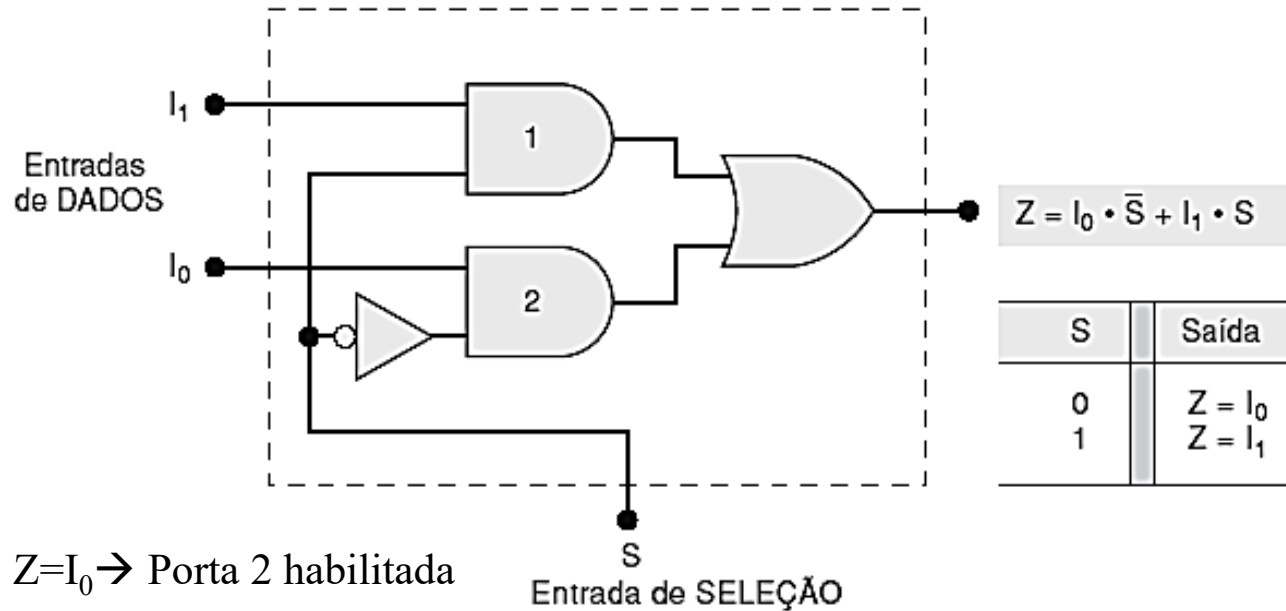 I₁
1
Entradas
de DADOS
Z = I₀ • S̅ + I₁ • S
I₀
2
S Saída
0 Z = I₀
1 Z = I₁
S
Z=I₀→ Porta 2 habilitada
Entrada de SELEÇÃO